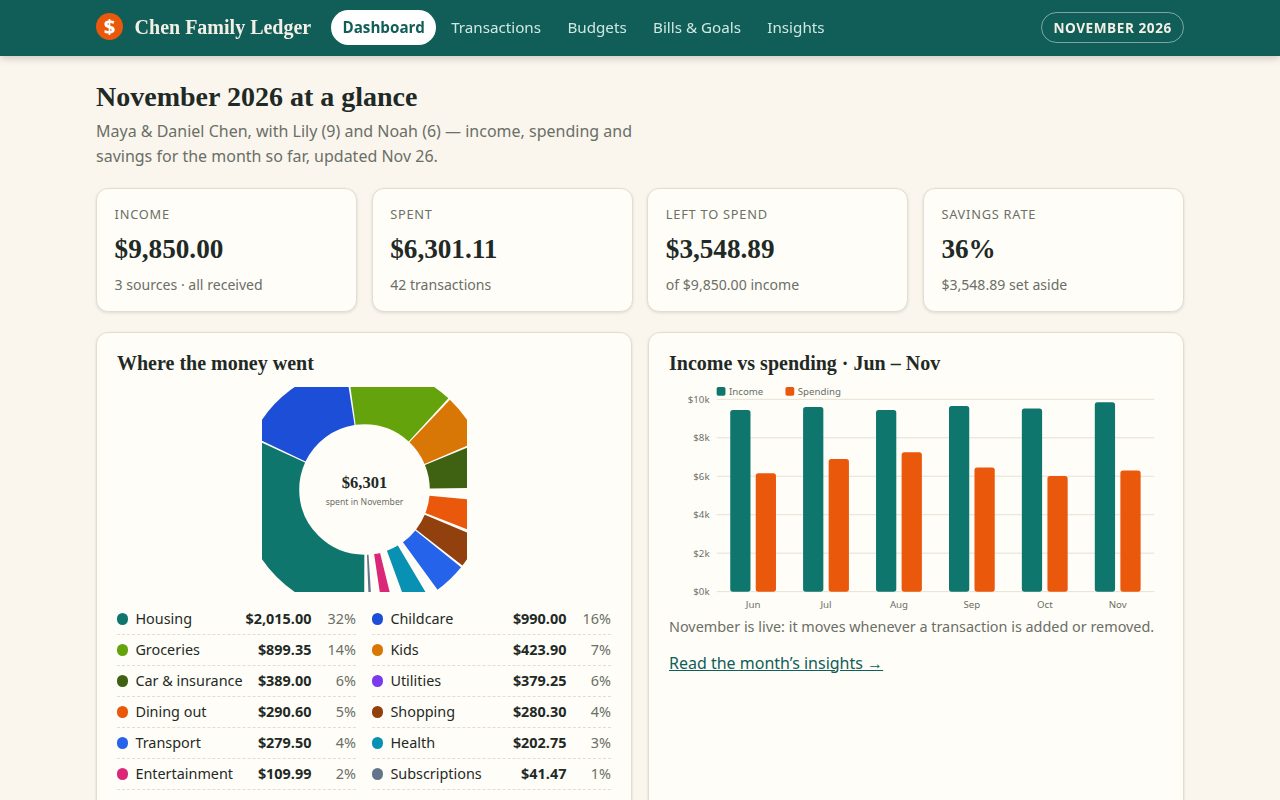 $ Chen Family Ledger Dashboard Transactions Budgets Bills & Goals Insights NOVEMBER 2026
November 2026 at a glance
Maya & Daniel Chen, with Lily (9) and Noah (6) — income, spending and
savings for the month so far, updated Nov 26.
INCOME
$9,850.00
3 sources · all received
SPENT
$6,301.11
42 transactions
LEFT TO SPEND
$3,548.89
of $9,850.00 income
SAVINGS RATE
36%
$3,548.89 set aside
Where the money went
$6,301
spent in November
Housing $2,015.00 32% Childcare $990.00 16%
Groceries $899.35 14% Kids $423.90 7%
Car & insurance $389.00 6% Utilities $379.25 6%
Dining out $290.60 5% Shopping $280.30 4%
Transport $279.50 4% Health $202.75 3%
Entertainment $109.99 2% Subscriptions $41.47 1%
Income vs spending · Jun – Nov
Income Spending
$10k
$8k
$6k
$4k
$2k
$0k
Jun Jul Aug Sep Oct Nov
November is live: it moves whenever a transaction is added or removed.
Read the month’s insights →